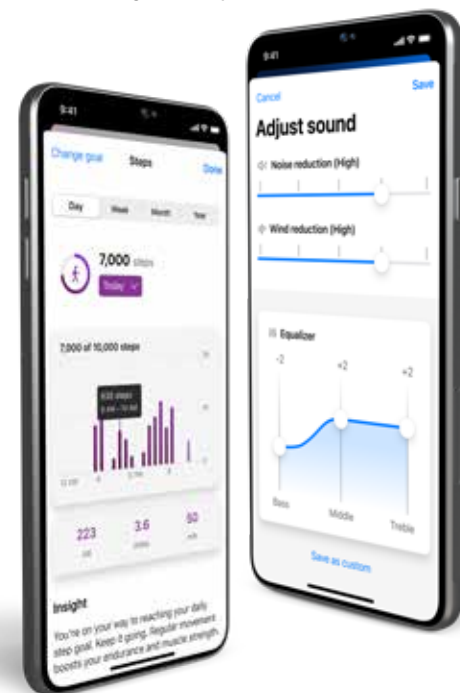 9:41
Change goal
Steps
Done
Day
Week
Month
Year
7,000 steps
Today
7,000 of 10,000 steps
12 AM
223
3.6
50
Insight
You're on your way to reaching your daily
step goal. Keep it going. Regular movement
boosts your endurance and muscle strength.
9:41
Cancel
Save
Adjust sound
Noise reduction (High)
Wind reduction (High)
Equalizer
-2
+2
+2
Bass
Middle
Treble
Save as custom